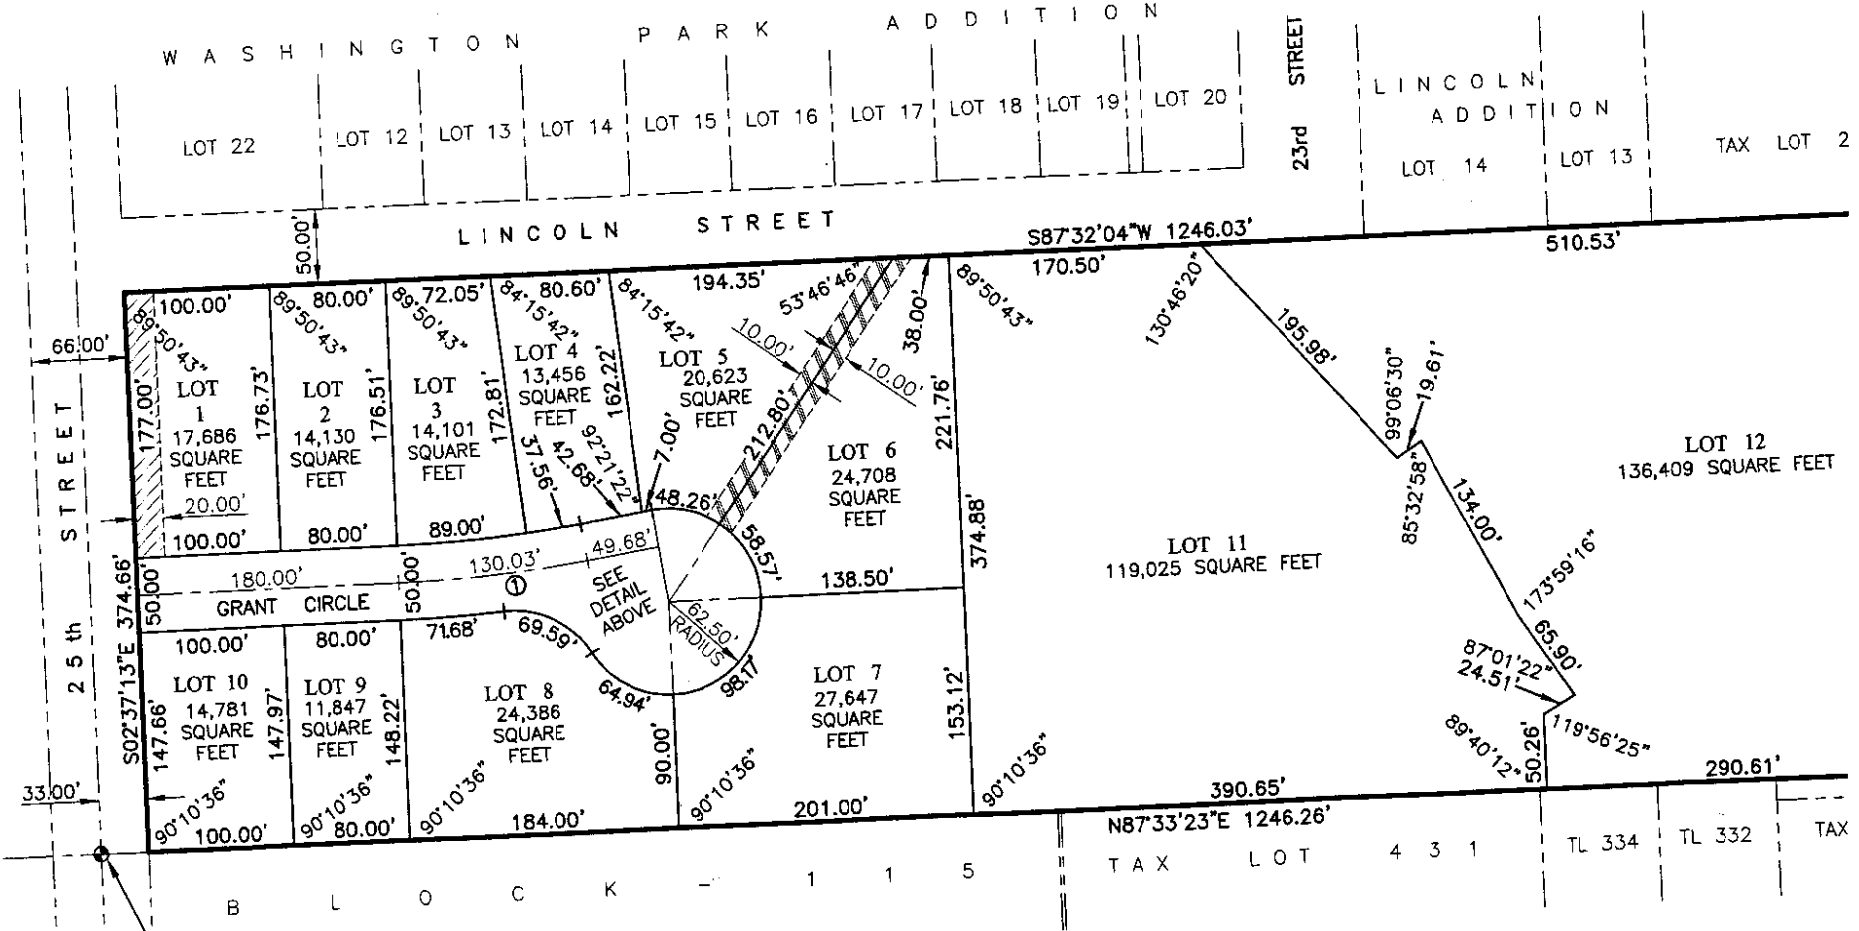 WASHINGTON PARK ADDITION
LOT 22
LOT 12
LOT 13
LOT 14
LOT 15
LOT 16
LOT 17
LOT 18
LOT 19
LOT 20
23rd STREET
LINCOLN
ADDITION
LOT 14
LOT 13
TAX LOT 2
50.00'
LINCOLN STREET
S87°32'04"W 1246.03'
510.53'
66.00'
100.00'
80.00'
72.05'
80.60'
194.35'
38.00'
170.50'
89°50'43"
89°50'43"
89°50'43"
84°15'42"
84°15'42"
53°46'46"
89°50'43"
130°46'20"
177.00'
LOT
1
17,686
SQUARE
FEET
176.73'
LOT
2
14,130
SQUARE
FEET
176.51'
LOT
3
14,101
SQUARE
FEET
172.81'
LOT 4
13,456
SQUARE
FEET
162.22'
LOT 5
20,623
SQUARE
FEET
10.00'
10.00'
212.80'
LOT 6
24,708
SQUARE
FEET
221.76'
195.98'
99°06'30"
19.61'
85°32'58"
134.00'
173°59'16"
65.90'
87°01'22"
24.51'
119°56'25"
89°40'12"
50.26'
LOT 12
136,409 SQUARE FEET
LOT 11
119,025 SQUARE FEET
374.88'
20.00'
100.00'
80.00'
89.00'
37.56'
42.68'
92°21'22"
7.00'
48.26'
58.57'
138.50'
25th STREET
S02°37'13"E 374.66'
50.00'
180.00'
50.00'
130.03'
49.68'
1
GRANT CIRCLE
SEE
DETAIL
ABOVE
62.50'
RADIUS
100.00'
80.00'
71.68'
69.59'
64.94'
98.17'
147.66'
LOT 10
14,781
SQUARE
FEET
147.97'
LOT 9
11,847
SQUARE
FEET
148.22'
LOT 8
24,386
SQUARE
FEET
90.00'
LOT 7
27,647
SQUARE
FEET
153.12'
33.00'
90°10'36"
90°10'36"
90°10'36"
90°10'36"
90°10'36"
100.00'
80.00'
184.00'
201.00'
390.65'
290.61'
N87°33'23"E 1246.26'
BLOCK - 115
TAX LOT 431
TL 334
TL 332
TAX